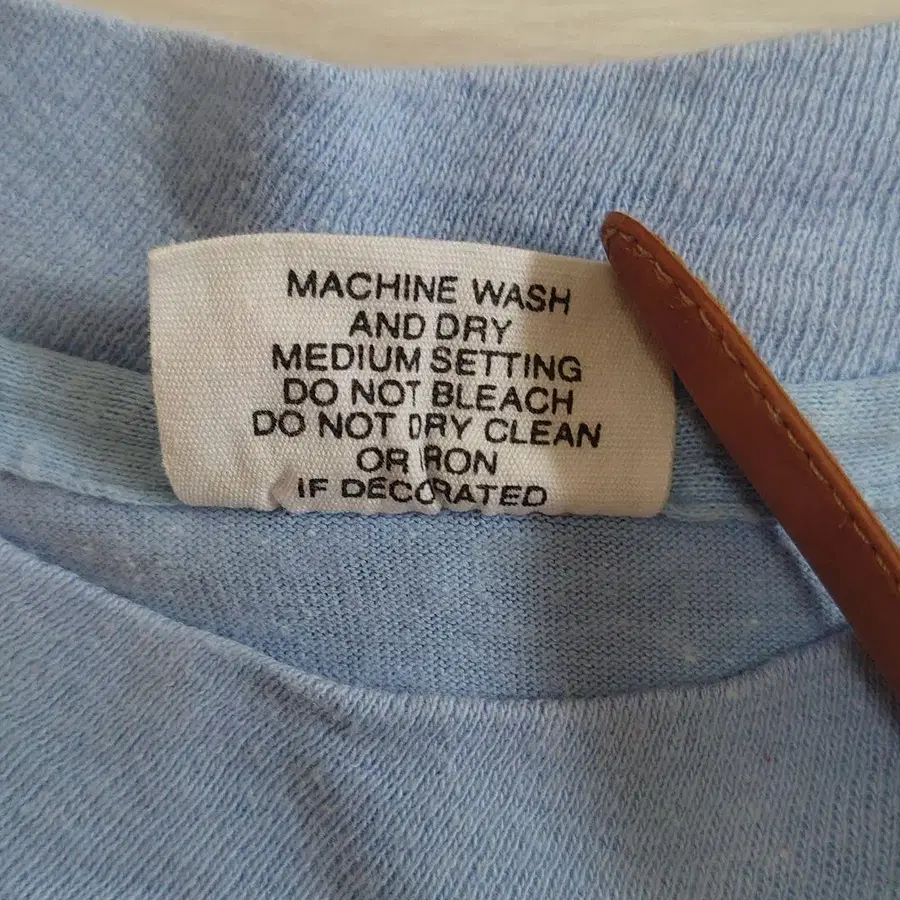 MACHINE WASH
AND DRY
MEDIUM SETTING
DO NOT BLEACH
DO NOT DRY CLEAN
OR IRON
IF DECORATED